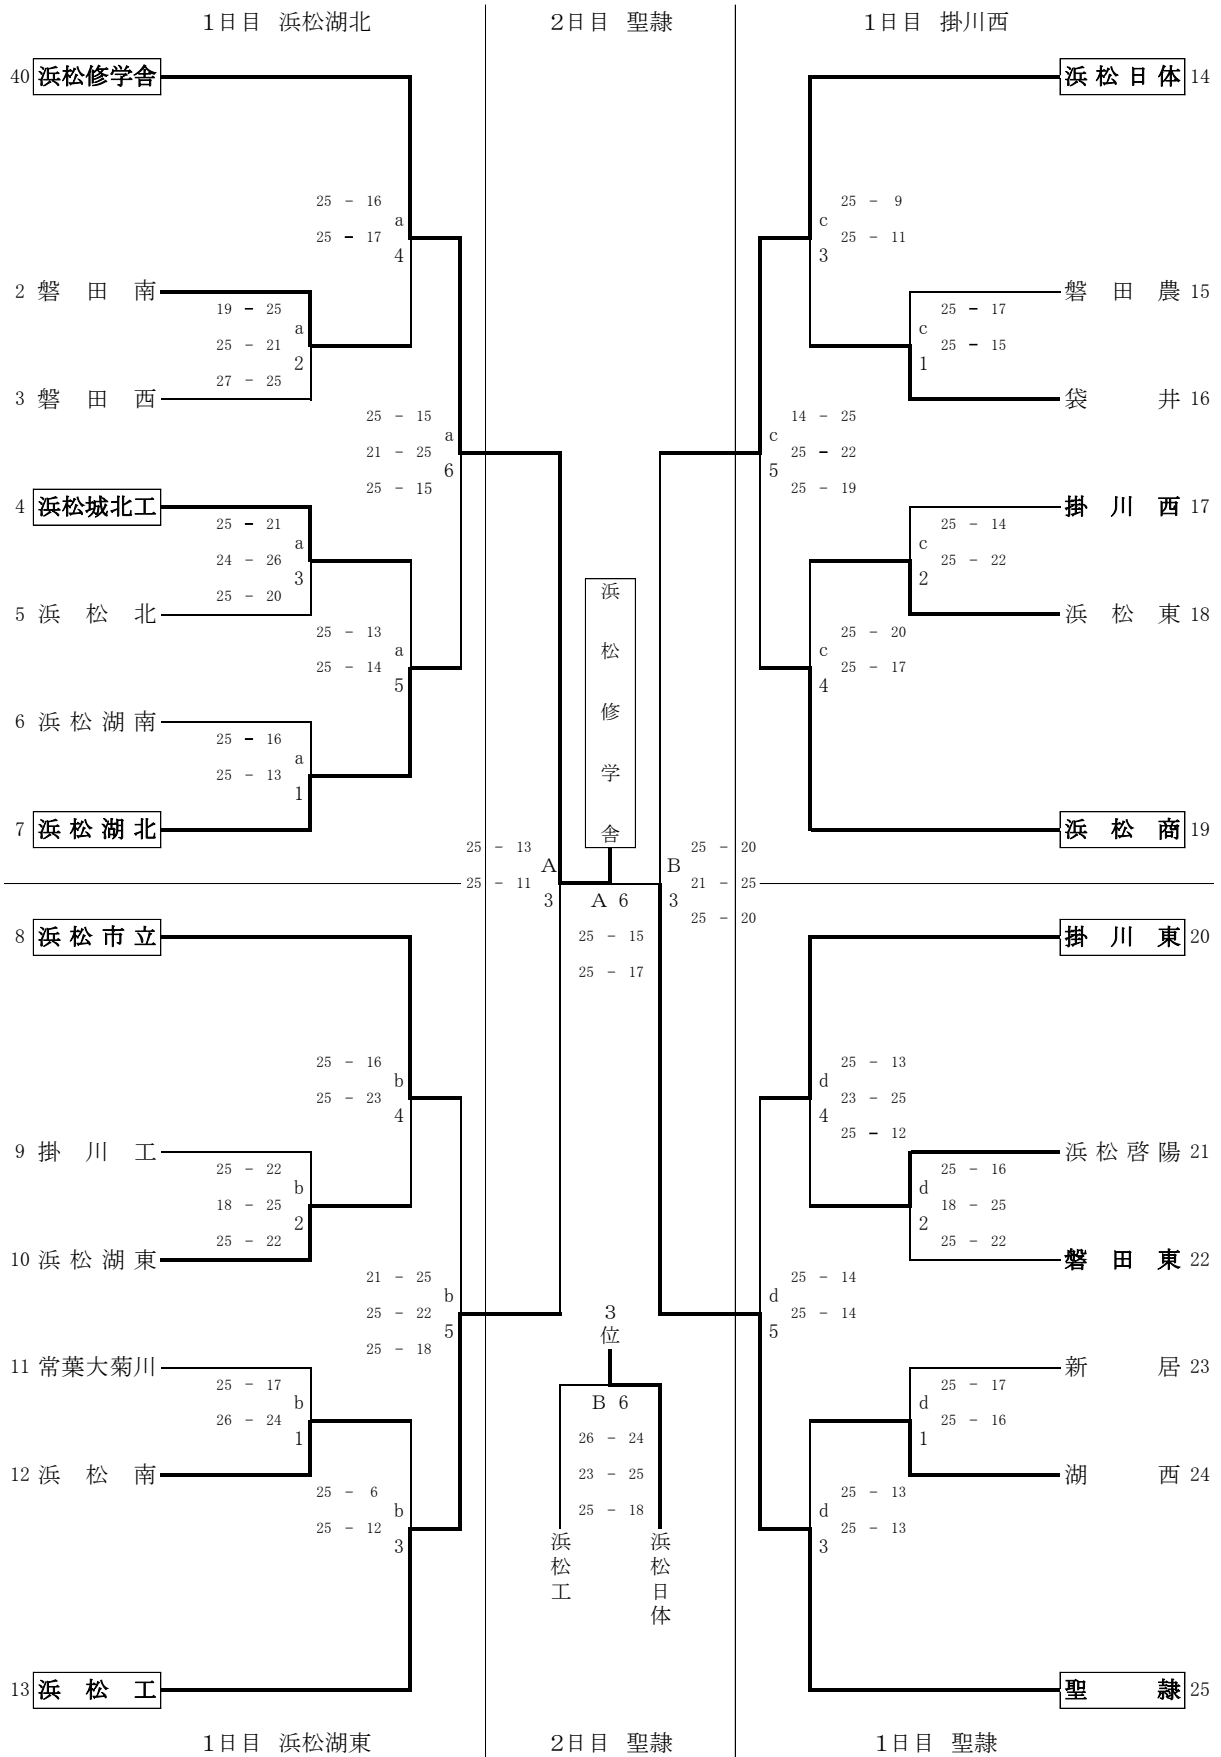 1日目 浜松湖北 2日目 聖隷 1日目 掛川西
40 浜松修学舎 浜松日体 14
25 - 16 25 - 9
a c
25 - 17 25 - 11
4 3
2 磐田南 磐田農 15
19 - 25 25 - 17
a c
25 - 21 25 - 15
2 1
27 - 25
3 磐田西 袋井 16
25 - 15 14 - 25
a c
21 - 25 25 - 22
6 5
25 - 15 25 - 19
4 浜松城北工 掛川西 17
25 - 21 25 - 14
a c
24 - 26 25 - 22
3 2
25 - 20
浜松修学舎
5 浜松北 浜松東 18
25 - 13 25 - 20
a c
25 - 14 25 - 17
5 4
6 浜松湖南
25 - 16
a
25 - 13
1
7 浜松湖北 浜松商 19
25 - 13 25 - 20
A B
25 - 11 21 - 25
3 A 6 3
25 - 20
8 浜松市立 25 - 15 掛川東 20
25 - 17
25 - 16 25 - 13
b d
25 - 23 23 - 25
4 4
25 - 12
9 掛川工 浜松啓陽 21
25 - 22 25 - 16
b d
18 - 25 18 - 25
2 2
25 - 22 25 - 22
10 浜松湖東 磐田東 22
21 - 25 25 - 14
b d
25 - 22 25 - 14
5 5
25 - 18
3位
11 常葉大菊川 新居 23
25 - 17 25 - 17
b B 6 d
26 - 24 25 - 16
1 1
26 - 24
12 浜松南 23 - 25 湖西 24
25 - 6 25 - 13
b 25 - 18 d
25 - 12 25 - 13
3 3
浜松工 浜松日体
13 浜松工 聖隷 25
1日目 浜松湖東 2日目 聖隷 1日目 聖隷